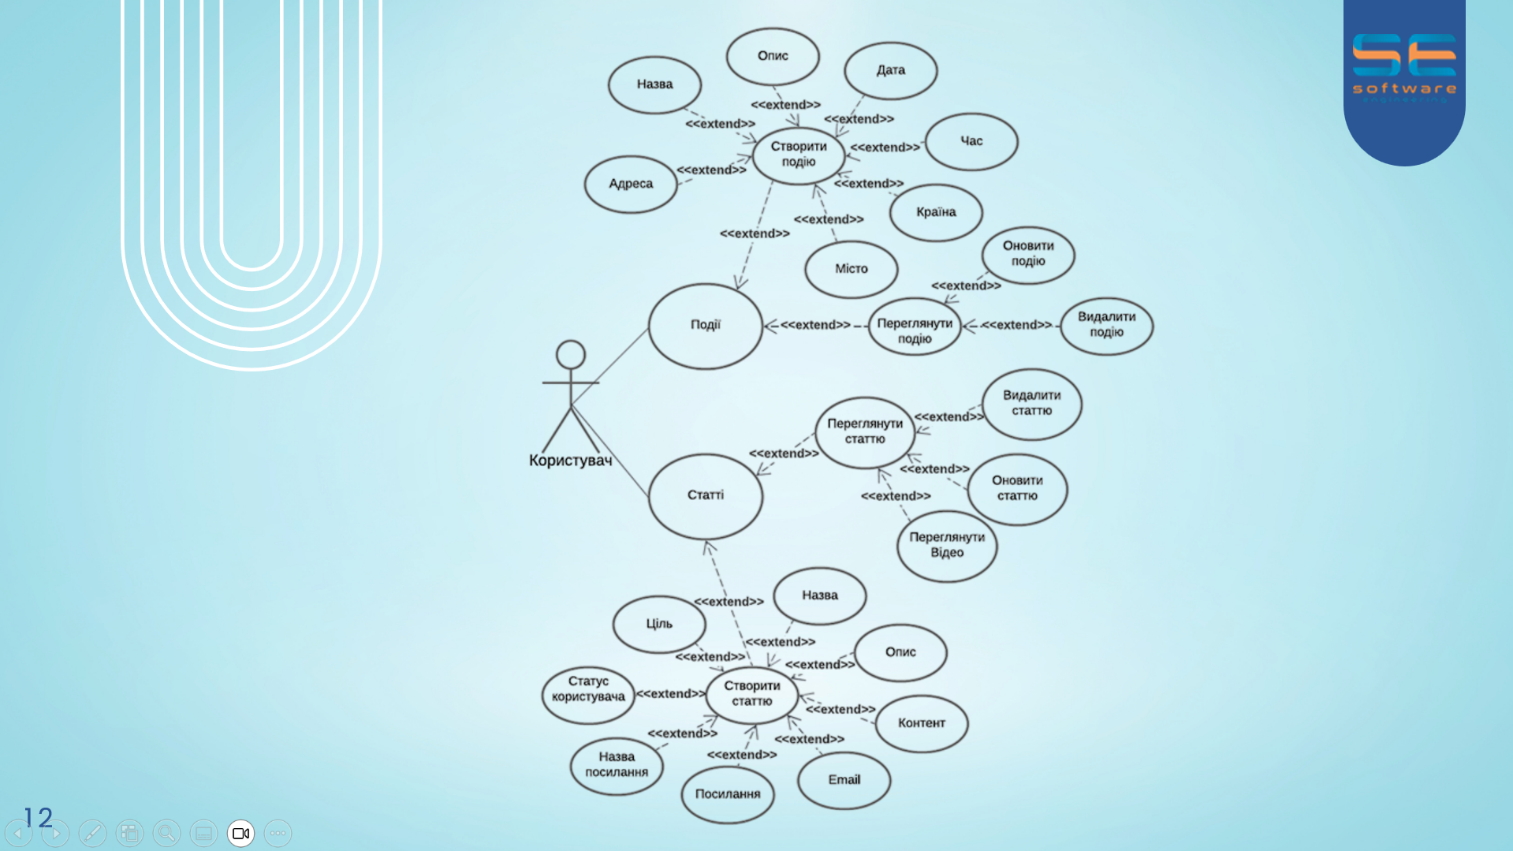 software
engineering
Опис
Дата
Назва
<<extend>>
<<extend>>
<<extend>>
Час
Створити
подію
<<extend>>
<<extend>>
Адреса
<<extend>>
Країна
<<extend>>
<<extend>>
Оновити
подію
Місто
<<extend>>
Події
<<extend>>
Переглянути
подію
<<extend>>
Видалити
подію
Користувач
Видалити
статтю
<<extend>>
Переглянути
статтю
<<extend>>
<<extend>>
Оновити
статтю
<<extend>>
Статті
Переглянути
Відео
<<extend>>
Назва
Ціль
<<extend>>
<<extend>>
Опис
<<extend>>
Статус
користувача
<<extend>>
Створити
статтю
<<extend>>
Контент
<<extend>>
<<extend>>
<<extend>>
Назва
посилання
Посилання
Email
12